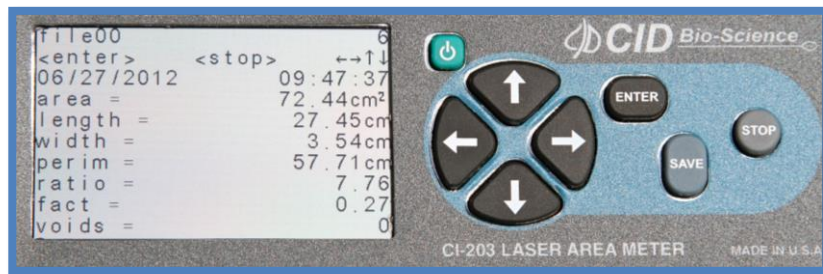 file00 6
<enter> <stop> ←→↑↓
06/27/2012 09:47:37
area = 72.44cm²
length = 27.45cm
width = 3.54cm
perim = 57.71cm
ratio = 7.76
fact = 0.27
voids = 0
CID Bio-Science
ENTER
STOP
SAVE
CI-203 LASER AREA METER MADE IN U.S.A